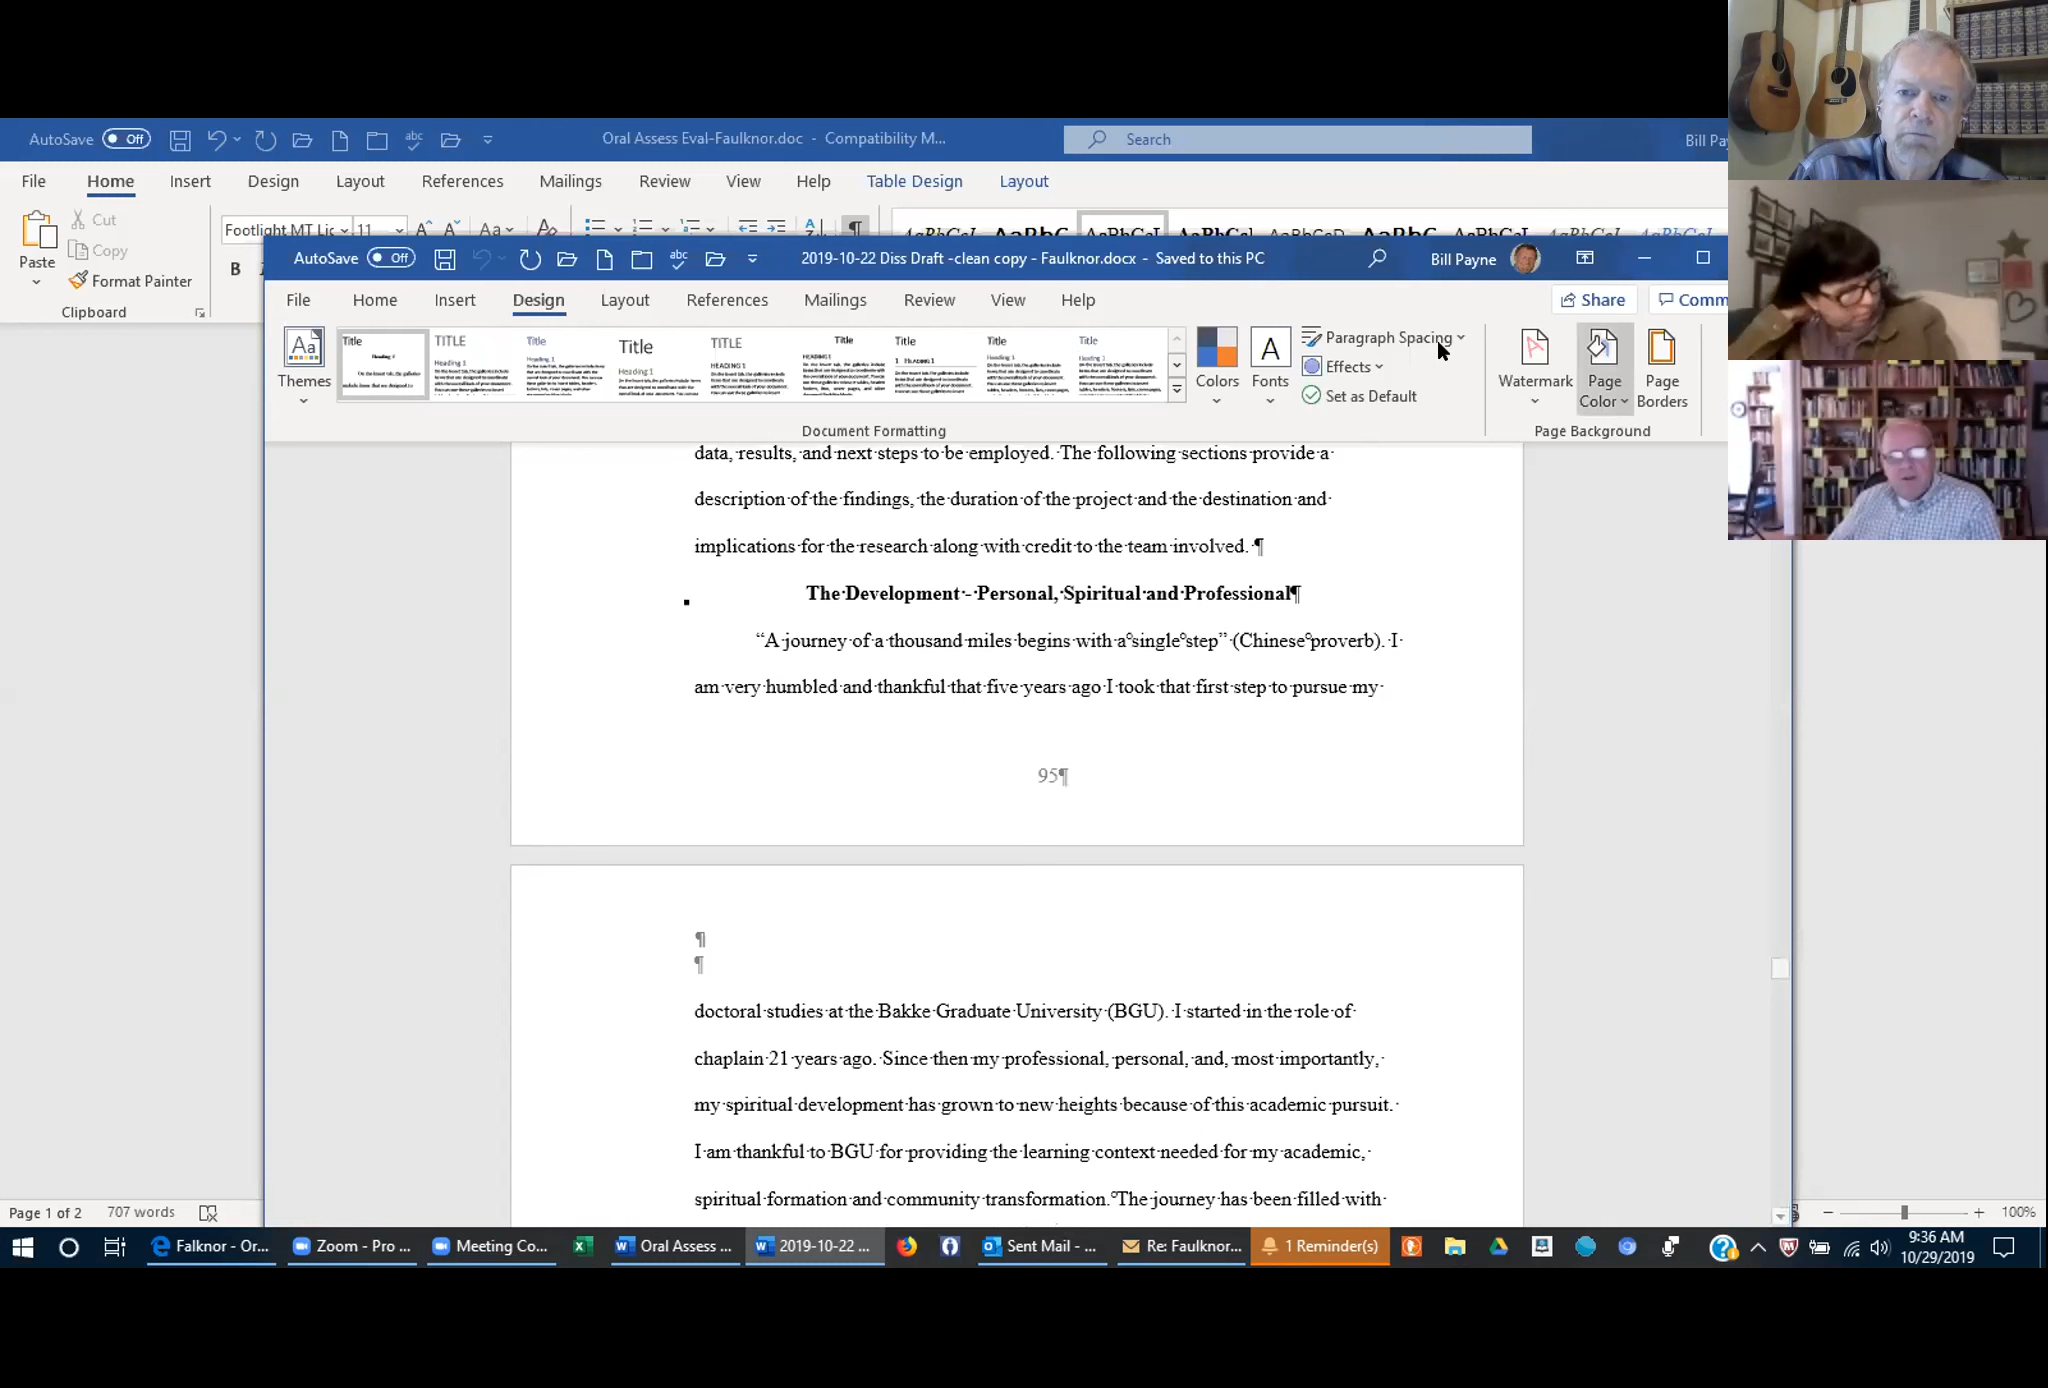 AutoSave Off
Oral Assess Eval-Faulknor.doc - Compatibility M...
Search
Bill Pay
File Home Insert Design Layout References Mailings Review View Help Table Design Layout
Paste
Cut
Copy
Format Painter
Clipboard
Footlight MT Lig 11
B
AutoSave Off
2019-10-22 Diss Draft -clean copy - Faulknor.docx - Saved to this PC
Bill Payne
File Home Insert Design Layout References Mailings Review View Help
Share
Comm
Themes
Colors
Fonts
Paragraph Spacing
Effects
Set as Default
Watermark
Page Color
Page Borders
Document Formatting
Page Background
data, results, and next steps to be employed. The following sections provide a
description of the findings, the duration of the project and the destination and
implications for the research along with credit to the team involved. ¶
The Development - Personal, Spiritual and Professional¶
“A journey of a thousand miles begins with a single step” (Chinese proverb). I
am very humbled and thankful that five years ago I took that first step to pursue my
95¶
¶
¶
doctoral studies at the Bakke Graduate University (BGU). I started in the role of
chaplain 21 years ago. Since then my professional, personal, and, most importantly,
my spiritual development has grown to new heights because of this academic pursuit.
I am thankful to BGU for providing the learning context needed for my academic,
spiritual formation and community transformation. The journey has been filled with
Page 1 of 2 707 words
100%
Falknor - Or...
Zoom - Pro ...
Meeting Co...
Oral Assess ...
2019-10-22 ...
Sent Mail - ...
Re: Faulknor...
1 Reminder(s)
9:36 AM
10/29/2019